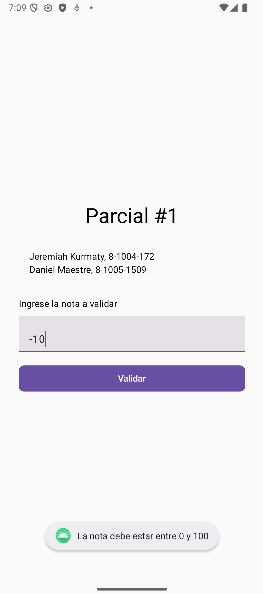 7:09
Parcial #1
Jeremiah Kurmaty, 8-1004-172
Daniel Maestre, 8-1005-1509
Ingrese la nota a validar
-10
Validar
La nota debe estar entre 0 y 100